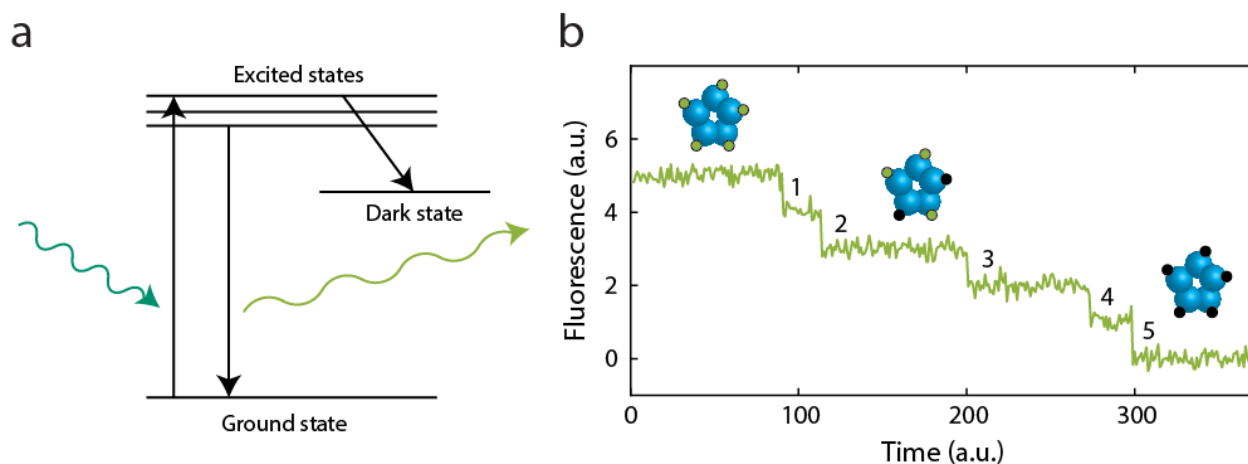 a
Excited states
Dark state
Ground state
b
Fluorescence (a.u.)
6
4
2
0
1
2
3
4
5
0
100
200
300
Time (a.u.)